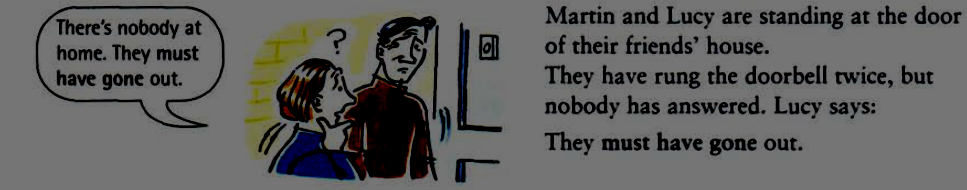 There's nobody at
home. They must
have gone out.
?
Martin and Lucy are standing at the door
of their friends' house.
They have rung the doorbell twice, but
nobody has answered. Lucy says:
They must have gone out.